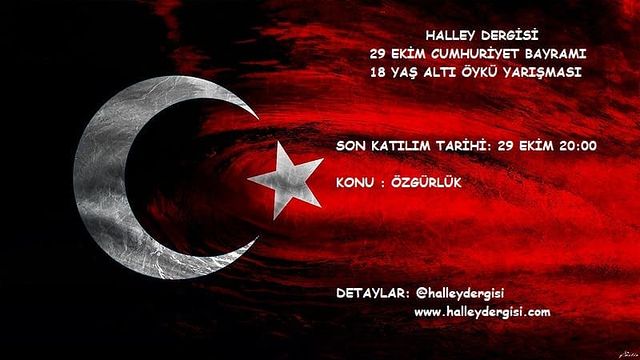 HALLEY DERGİSİ
29 EKİM CUMHURİYET BAYRAMI
18 YAŞ ALTI ÖYKÜ YARIŞMASI
SON KATILIM TARİHİ: 29 EKİM 20:00
KONU : ÖZGÜRLÜK
DETAYLAR: @halleydergisi
www.halleydergisi.com